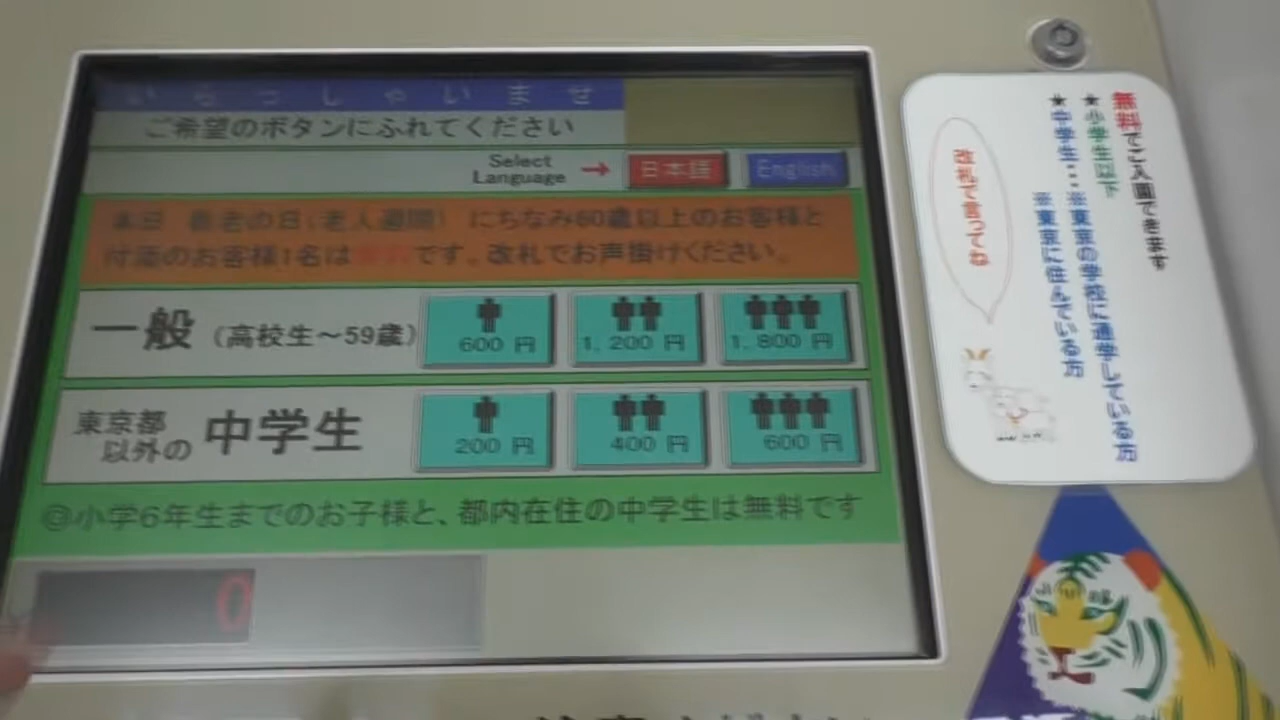 いらっしゃいませ
ご希望のボタンにふれてください
Select
Language
→
日本語
English
本日 敬老の日(老人週間) にちなみ60歳以上のお客様と
付添のお客様1名は無料です。改札でお声掛けください。
一般 (高校生～59歳)
600 円
1,200 円
1,800 円
東京都
以外の
中学生
200 円
400 円
600 円
◎小学6年生までのお子様と、都内在住の中学生は無料です
0
無料でご入園できます
★小学生以下
★中学生…※東京の学校に通学している方
※東京に住んでいる方
改札で言ってね